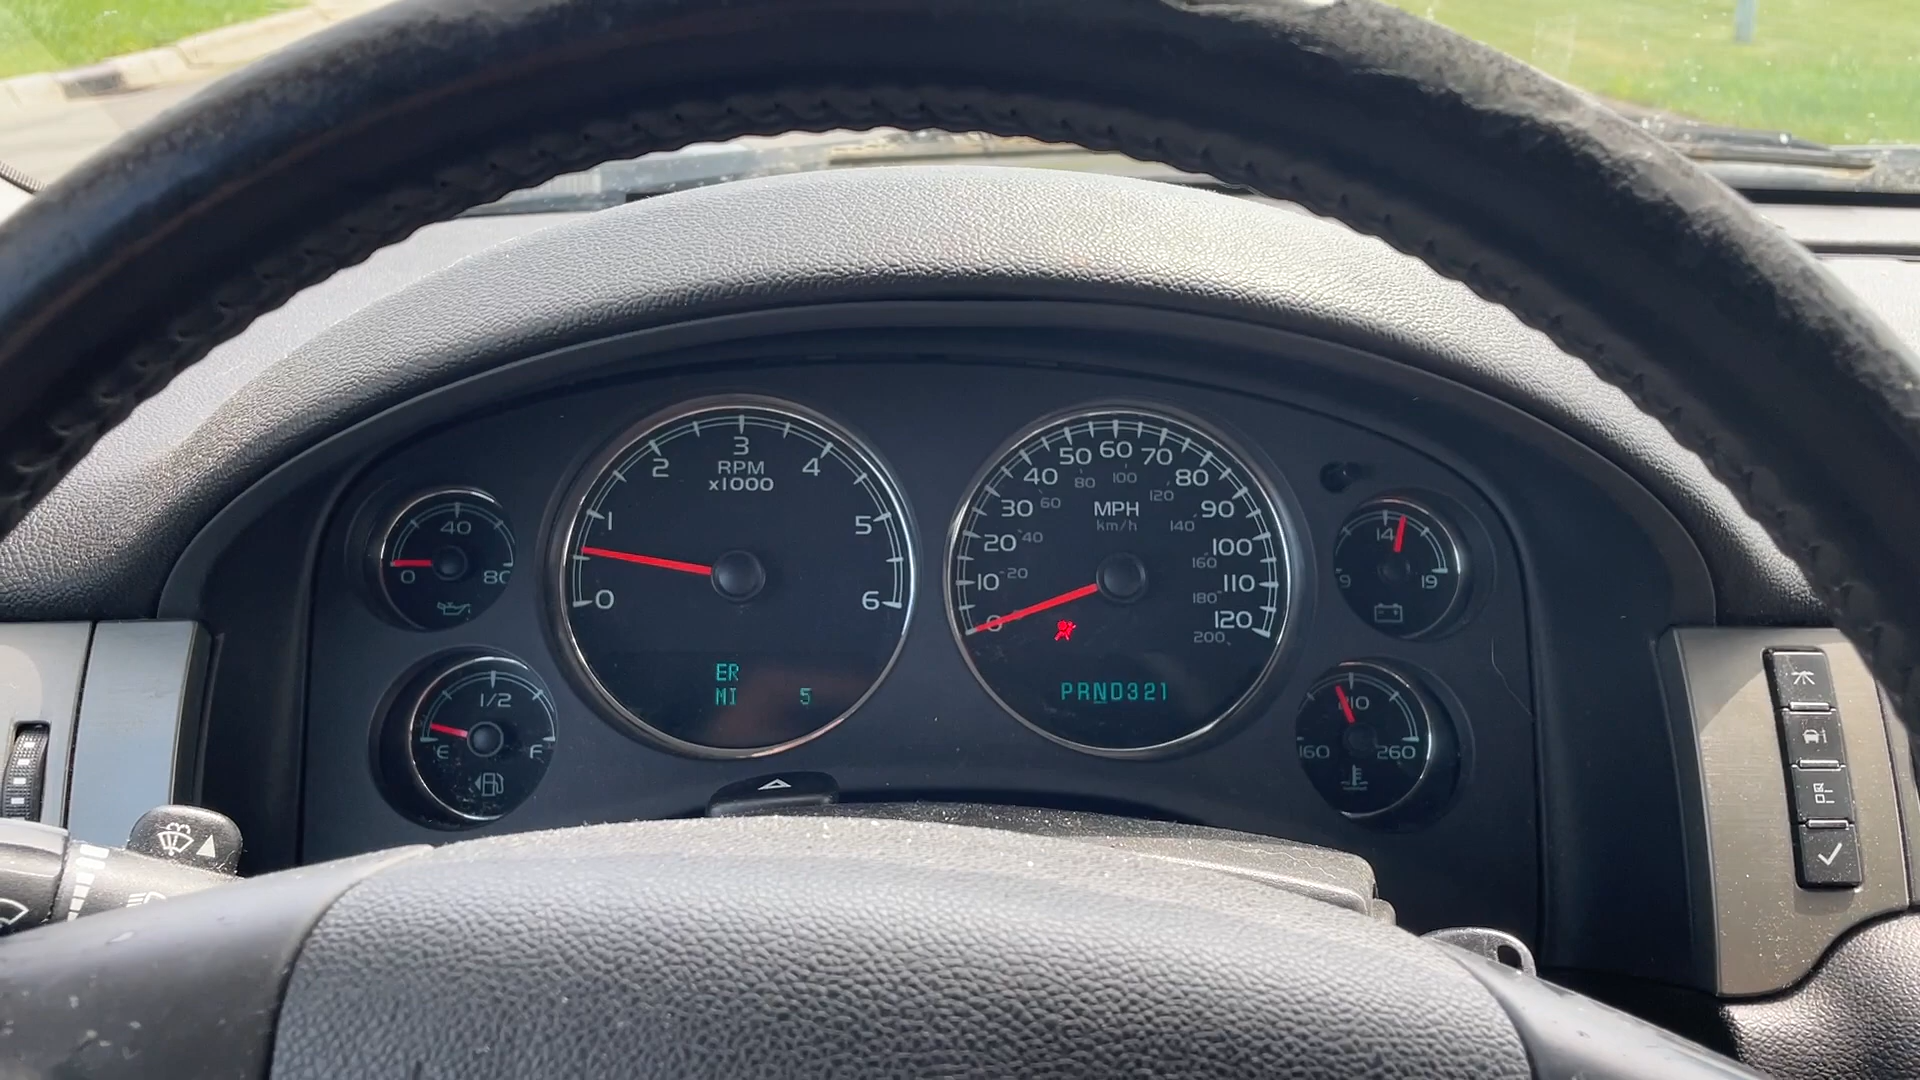 3
2 RPM 4
x1000
1 5
0 6
ER
MI 5
40
0 80
1/2
E F
50 60 70
40 80 100 80
30 60 120 90
MPH
km/h 140
20 40 100
160
10 20 110
180
0 120
200
PRND321
14
9 19
210
160 260